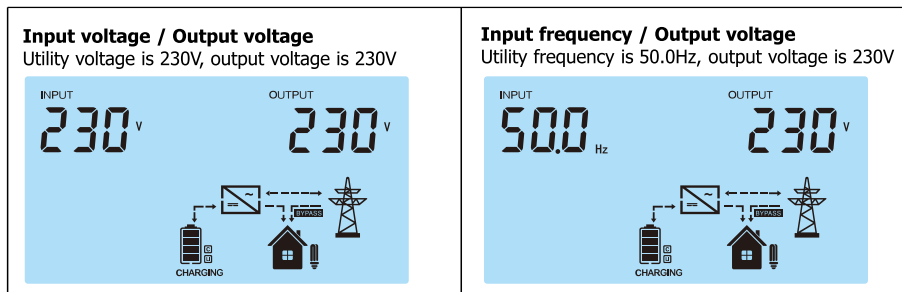 Input voltage / Output voltage
Utility voltage is 230V, output voltage is 230V
INPUT OUTPUT
230 V 230 V
BYPASS
C
U
CHARGING
Input frequency / Output voltage
Utility frequency is 50.0Hz, output voltage is 230V
INPUT OUTPUT
50.0 Hz 230 V
BYPASS
C
U
CHARGING